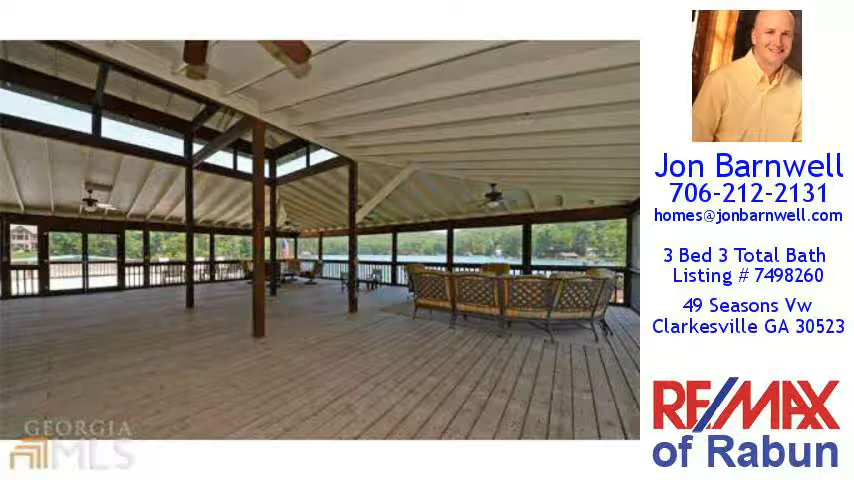 Jon Barnwell
706-212-2131
homes@jonbarnwell.com
3 Bed 3 Total Bath
Listing # 7498260
49 Seasons Vw
Clarkesville GA 30523
RE/MAX
of Rabun
GEORGIA
MLS